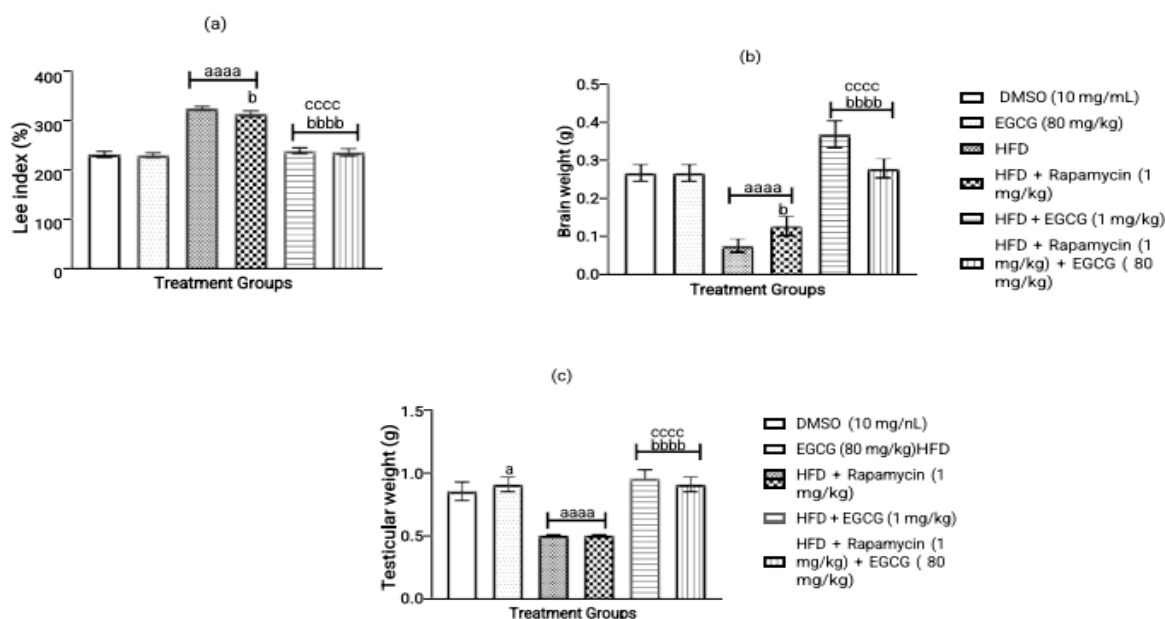 (a)
400
300
200
100
0
Lee index (%)
aaaa
b
cccc
bbbb
Treatment Groups
(b)
0.5
0.4
0.3
0.2
0.1
0.0
Brain weight (g)
aaaa
b
cccc
bbbb
Treatment Groups
DMSO (10 mg/mL)
EGCG (80 mg/kg)
HFD
HFD + Rapamycin (1
mg/kg)
HFD + EGCG (1 mg/kg)
HFD + Rapamycin (1
mg/kg) + EGCG ( 80
mg/kg)
(c)
1.5
1.0
0.5
0.0
Testicular weight (g)
a
aaaa
cccc
bbbb
Treatment Groups
DMSO (10 mg/nL)
EGCG (80 mg/kg)HFD
HFD + Rapamycin (1
mg/kg)
HFD + EGCG (1 mg/kg)
HFD + Rapamycin (1
mg/kg) + EGCG ( 80
mg/kg)